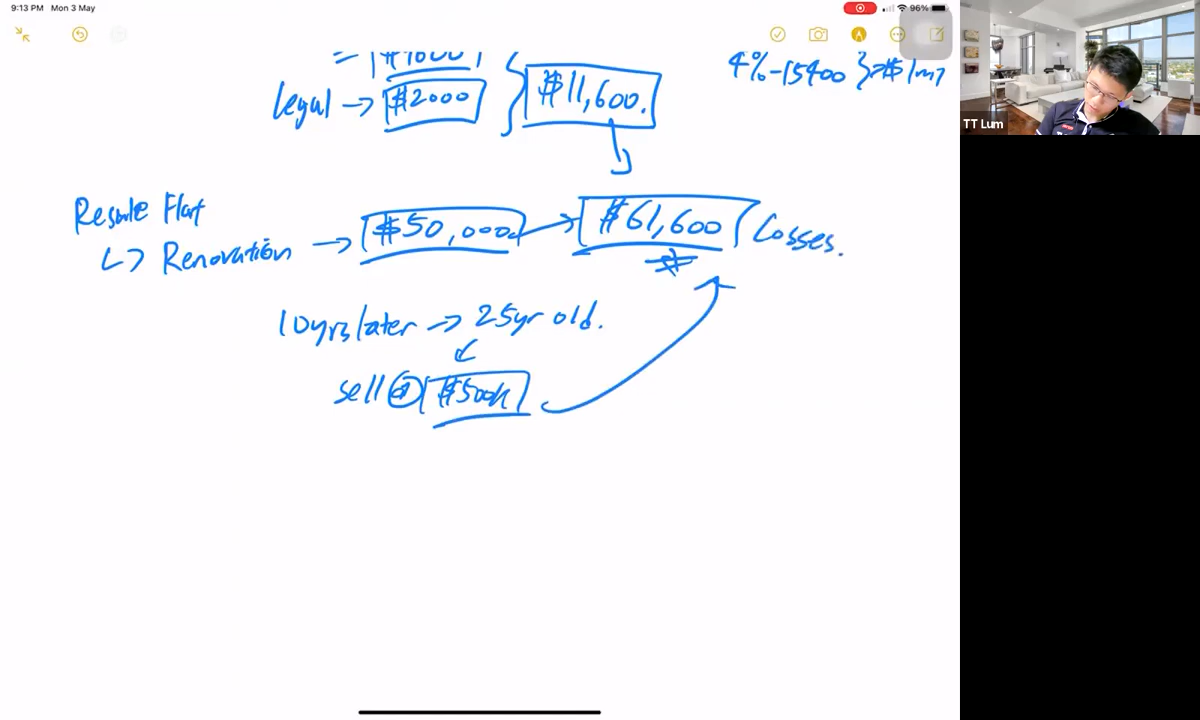 9:13 PM Mon 3 May
96%
legal → $2000
$11,600.
4% - 15400 } > $1m
TT Lum
Resale Flat
↳ Renovation → $50,000. → $61,600 Losses.
10yrs later → 25yr old.
sell @ $500k